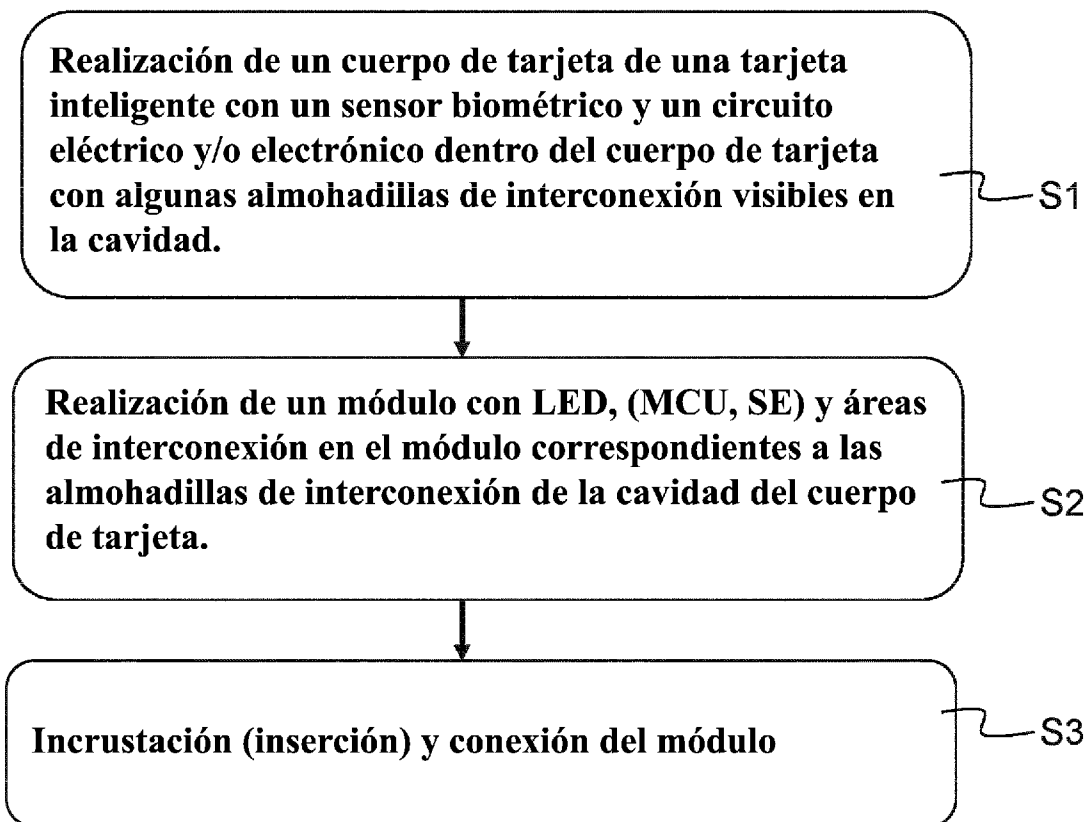 Realización de un cuerpo de tarjeta de una tarjeta
inteligente con un sensor biométrico y un circuito
eléctrico y/o electrónico dentro del cuerpo de tarjeta
con algunas almohadillas de interconexión visibles en
la cavidad.
S1
Realización de un módulo con LED, (MCU, SE) y áreas
de interconexión en el módulo correspondientes a las
almohadillas de interconexión de la cavidad del cuerpo
de tarjeta.
S2
Incrustación (inserción) y conexión del módulo
S3